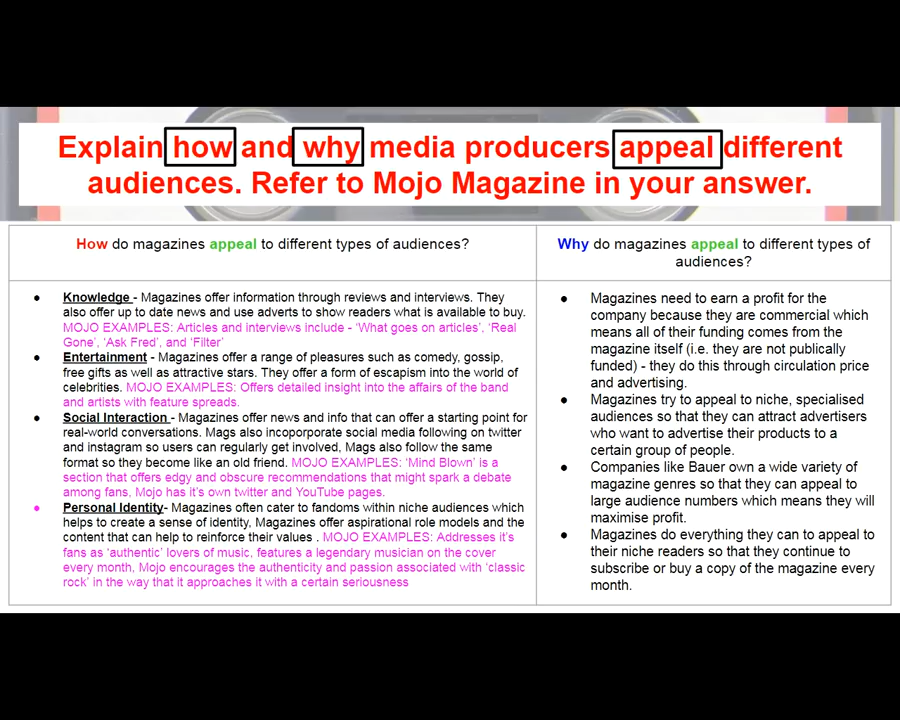 Explain how and why media producers appeal different
audiences. Refer to Mojo Magazine in your answer.
How do magazines appeal to different types of audiences?
Knowledge - Magazines offer information through reviews and interviews. They
also offer up to date news and use adverts to show readers what is available to buy.
MOJO EXAMPLES: Articles and interviews include - ‘What goes on articles’, ‘Real
Gone’, ‘Ask Fred’, and ‘Filter’
Entertainment - Magazines offer a range of pleasures such as comedy, gossip,
free gifts as well as attractive stars. They offer a form of escapism into the world of
celebrities. MOJO EXAMPLES: Offers detailed insight into the affairs of the band
and artists with feature spreads.
Social Interaction - Magazines offer news and info that can offer a starting point for
real-world conversations. Mags also incoporporate social media following on twitter
and instagram so users can regularly get involved, Mags also follow the same
format so they become like an old friend. MOJO EXAMPLES: ‘Mind Blown’ is a
section that offers edgy and obscure recommendations that might spark a debate
among fans, Mojo has it’s own twitter and YouTube pages.
Personal Identity- Magazines often cater to fandoms within niche audiences which
helps to create a sense of identity, Magazines offer aspirational role models and the
content that can help to reinforce their values . MOJO EXAMPLES: Addresses it’s
fans as ‘authentic’ lovers of music, features a legendary musician on the cover
every month, Mojo encourages the authenticity and passion associated with ‘classic
rock’ in the way that it approaches it with a certain seriousness
Why do magazines appeal to different types of
audiences?
Magazines need to earn a profit for the
company because they are commercial which
means all of their funding comes from the
magazine itself (i.e. they are not publically
funded) - they do this through circulation price
and advertising.
Magazines try to appeal to niche, specialised
audiences so that they can attract advertisers
who want to advertise their products to a
certain group of people.
Companies like Bauer own a wide variety of
magazine genres so that they can appeal to
large audience numbers which means they will
maximise profit.
Magazines do everything they can to appeal to
their niche readers so that they continue to
subscribe or buy a copy of the magazine every
month.